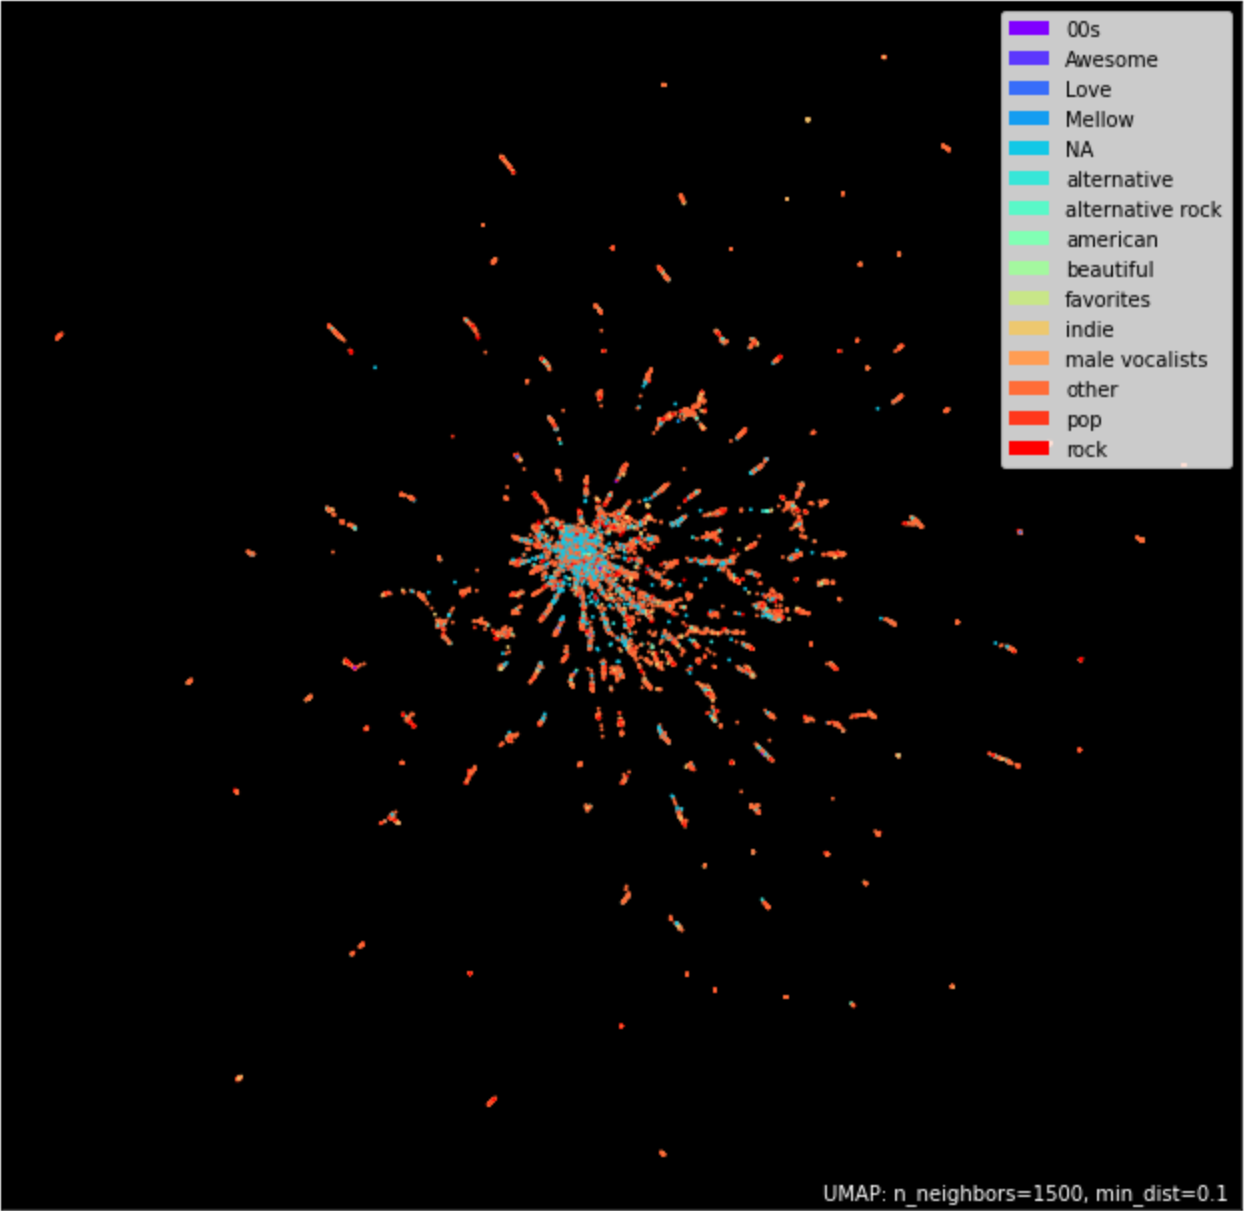 00s
Awesome
Love
Mellow
NA
alternative
alternative rock
american
beautiful
favorites
indie
male vocalists
other
pop
rock
UMAP: n_neighbors=1500, min_dist=0.1